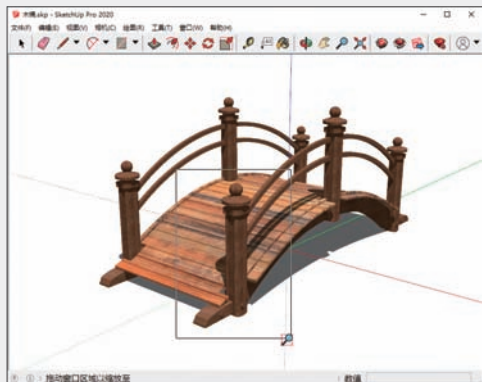 木桥.skp - SketchUp Pro 2020
文件(F) 编辑(E) 视图(V) 相机(C) 绘图(R) 工具(T) 窗口(W) 帮助(H)
拖动窗口区域以缩放至
数值